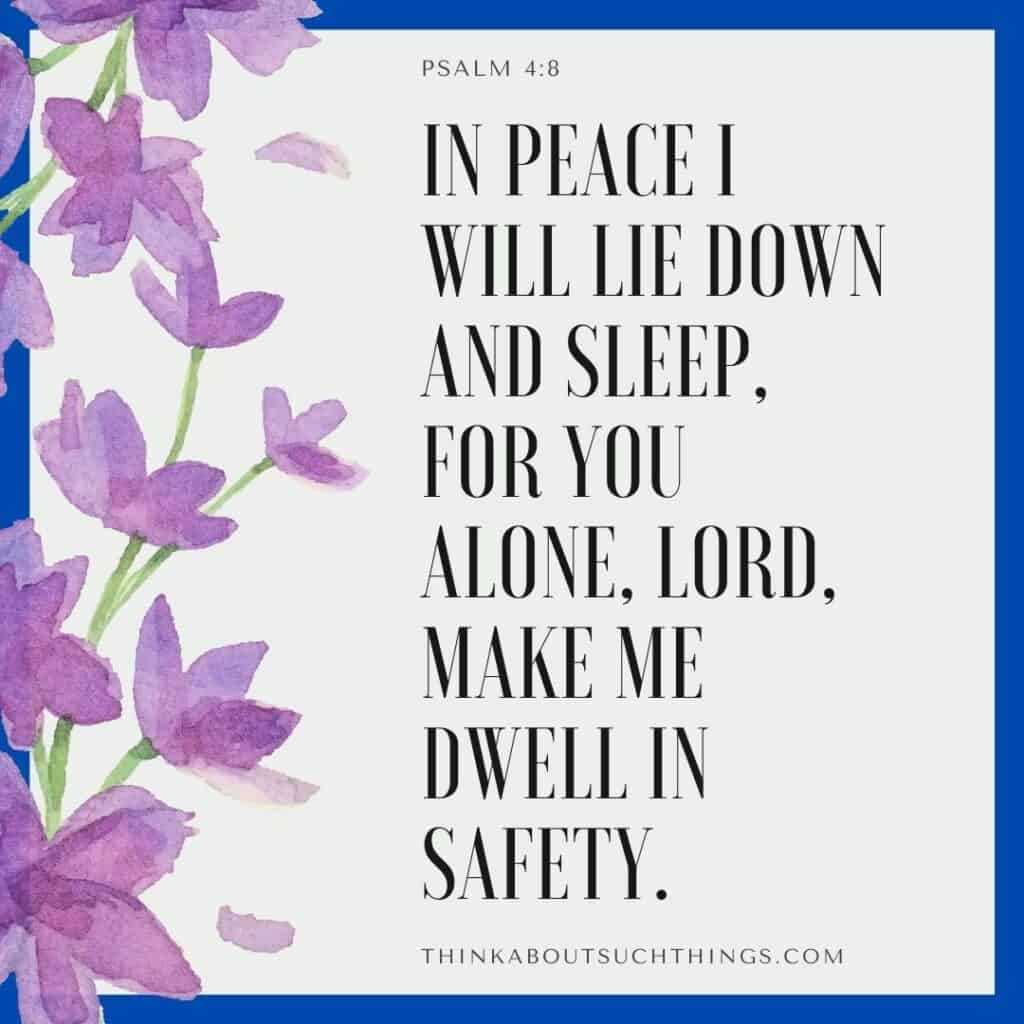 PSALM 4:8
IN PEACE I
WILL LIE DOWN
AND SLEEP,
FOR YOU
ALONE, LORD,
MAKE ME
DWELL IN
SAFETY.
THINKABOUTSUCHTHINGS.COM